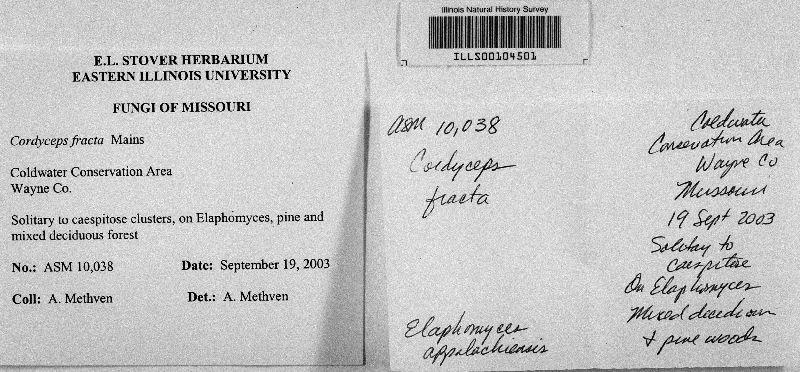 E.L. STOVER HERBARIUM
EASTERN ILLINOIS UNIVERSITY
FUNGI OF MISSOURI
Cordyceps fracta Mains
Coldwater Conservation Area
Wayne Co.
Solitary to caespitose clusters, on Elaphomyces, pine and
mixed deciduous forest
No.: ASM 10,038 Date: September 19, 2003
Coll: A. Methven Det.: A. Methven
Illinois Natural History Survey
ILLS00104501
ASM 10,038
Cordyceps
fracta
Elaphomyces
appalachiensis
Coldwata
Conservation Area
Wayne Co
Missouri
19 Sept 2003
Solitary to
caespitose
On Elaphomyces
Mixed deciduous
+ pine woods